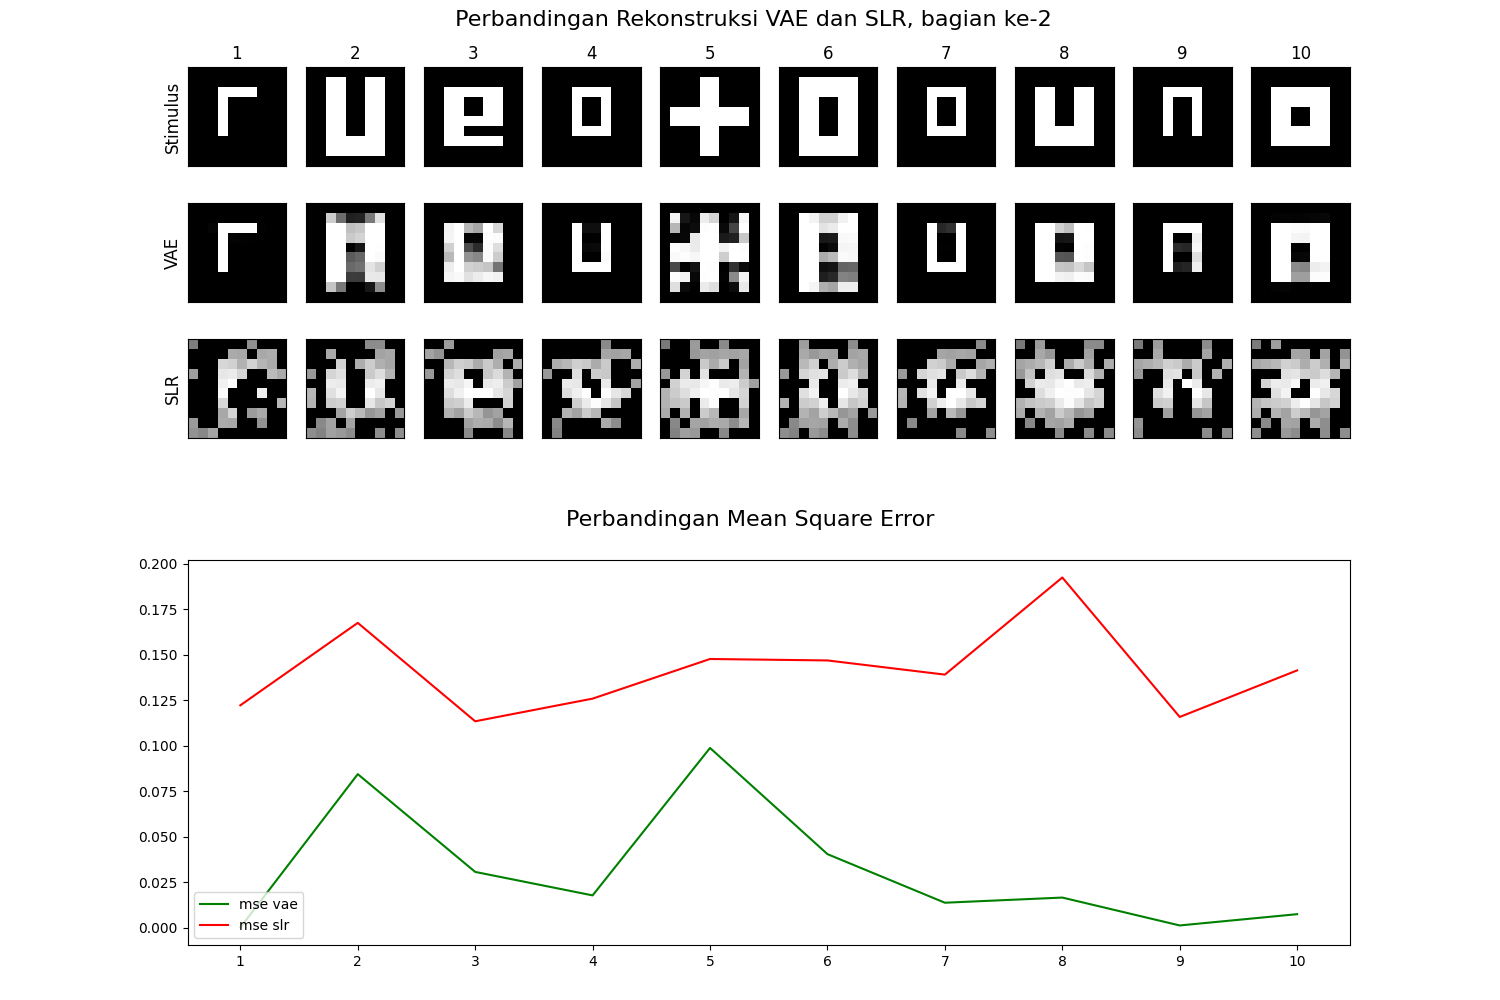 Perbandingan Rekonstruksi VAE dan SLR, bagian ke-2
1 2 3 4 5 6 7 8 9 10
Stimulus
VAE
SLR
Perbandingan Mean Square Error
0.200
0.175
0.150
0.125
0.100
0.075
0.050
0.025
0.000
mse vae
mse slr
1 2 3 4 5 6 7 8 9 10